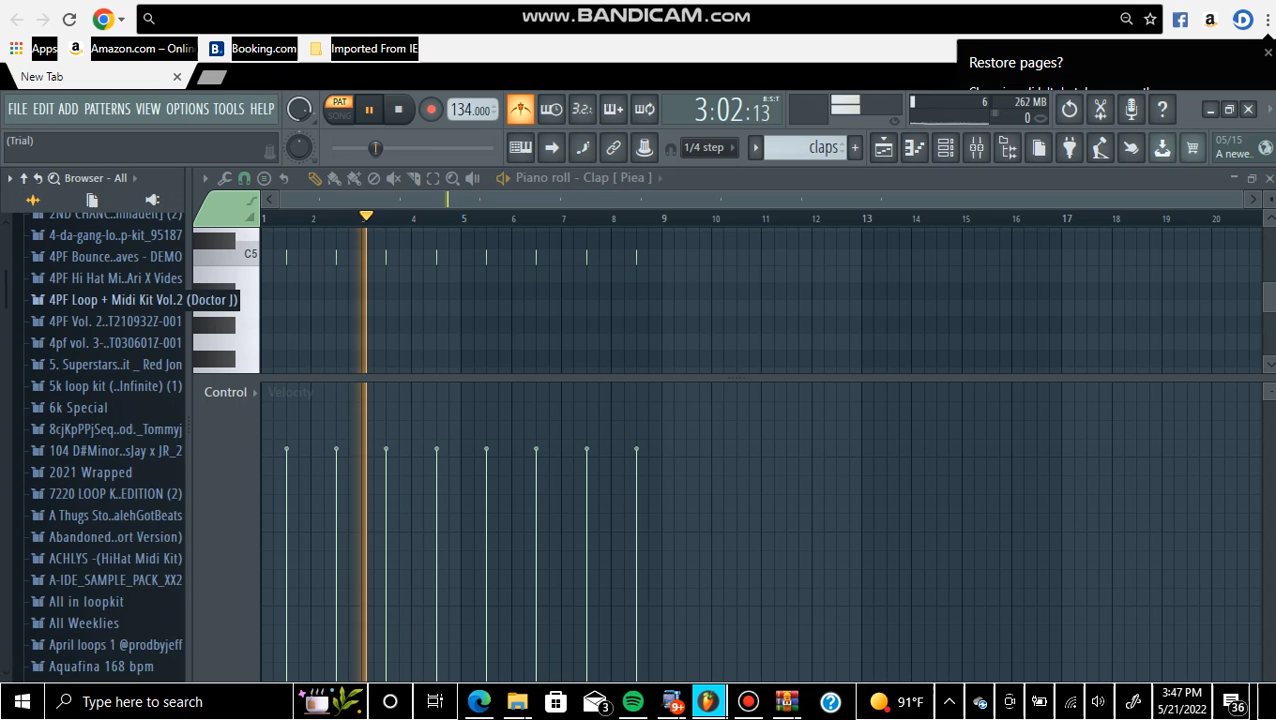 www.BANDICAM.com
Apps
Amazon.com – Onlin
Booking.com
Imported From IE
New Tab
Restore pages?
FILE EDIT ADD PATTERNS VIEW OPTIONS TOOLS HELP
PAT
SONG
134.000
3.2.
3:02:13
B:S:T
6
262 MB
0
(Trial)
1/4 step
claps
05/15
A newe..
Browser - All
Piano roll - Clap [ Piea ]
1 2 3 4 5 6 7 8 9 10 11 12 13 14 15 16 17 18 19 20
C5
4-da-gang-lo..p-kit_95187
4PF Bounce..aves - DEMO
4PF Hi Hat Mi..Ari X Vides
4PF Loop + Midi Kit Vol.2 (Doctor J)
4PF Vol. 2..T210932Z-001
4pf vol. 3-..T030601Z-001
5. Superstars..it _ Red Jon
5k loop kit (..Infinite) (1)
6k Special
8cjKpPPjSeq..od._Tommyj
104 D#Minor..sJay x JR_2
2021 Wrapped
7220 LOOP K..EDITION (2)
A Thugs Sto..alehGotBeats
Abandoned..ort Version)
ACHLYS -(HiHat Midi Kit)
A-IDE_SAMPLE_PACK_XX2
All in loopkit
All Weeklies
April loops 1 @prodbyjeff
Aquafina 168 bpm
Control
Velocity
Type here to search
3
9+
91°F
3:47 PM
5/21/2022
36